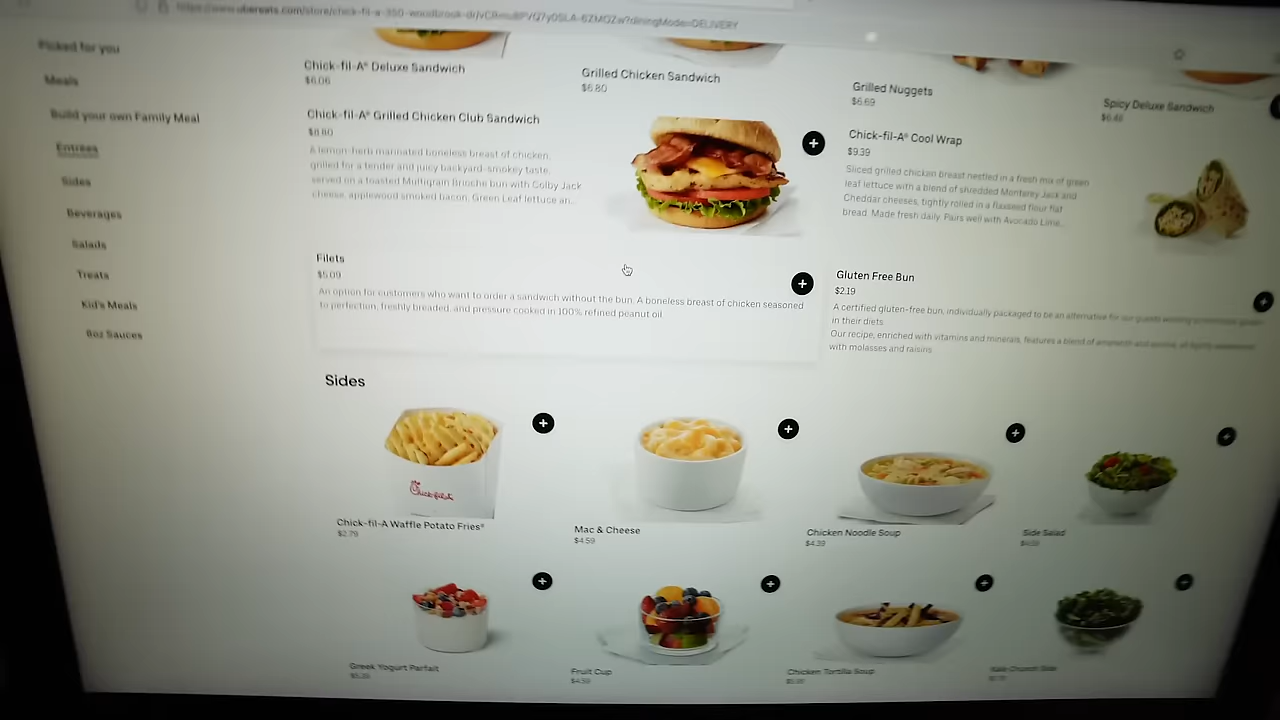 Picked for you
Meals
Build your own Family Meal
Entrees
Sides
Beverages
Salads
Treats
Kid's Meals
8oz Sauces
Chick-fil-A® Deluxe Sandwich
$6.06
Grilled Chicken Sandwich
$6.80
Grilled Nuggets
$6.69
Spicy Deluxe Sandwich
Chick-fil-A® Grilled Chicken Club Sandwich
$8.80
A lemon-herb marinated boneless breast of chicken,
grilled for a tender and juicy backyard-smokey taste,
served on a toasted Multigrain Brioche bun with Colby Jack
cheese, applewood smoked bacon, Green Leaf lettuce an...
Chick-fil-A® Cool Wrap
$9.39
Sliced grilled chicken breast nestled in a fresh mix of green
leaf lettuce with a blend of shredded Monterey Jack and
Cheddar cheeses, tightly rolled in a flaxseed flour flat
bread. Made fresh daily. Pairs well with Avocado Lime...
Filets
$5.09
An option for customers who want to order a sandwich without the bun. A boneless breast of chicken seasoned
to perfection, freshly breaded, and pressure cooked in 100% refined peanut oil.
Gluten Free Bun
$2.19
A certified gluten-free bun, individually packaged to be an alternative for our guests
in their diets
Our recipe, enriched with vitamins and minerals, features a blend of
with molasses and raisins
Sides
Chick-fil-A
Chick-fil-A Waffle Potato Fries®
$2.79
Mac & Cheese
$4.59
Chicken Noodle Soup
$4.39
Side Salad
Greek Yogurt Parfait
Fruit Cup
$4.59
Chicken Tortilla Soup
Kale Crunch Side